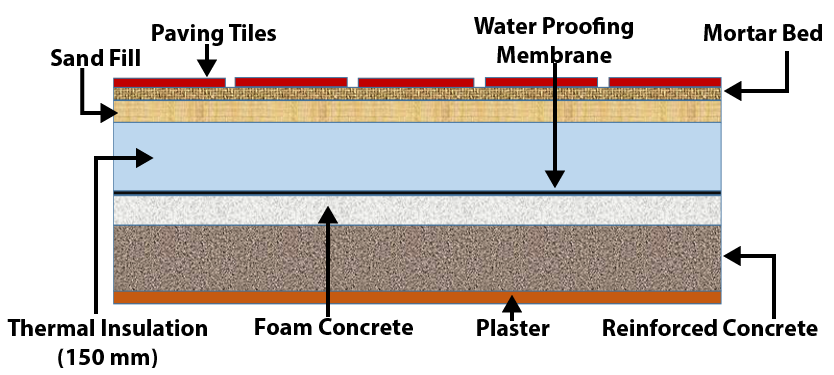 Paving Tiles
Water Proofing
Membrane
Mortar Bed
Sand Fill
Thermal Insulation
(150 mm)
Foam Concrete
Plaster
Reinforced Concrete